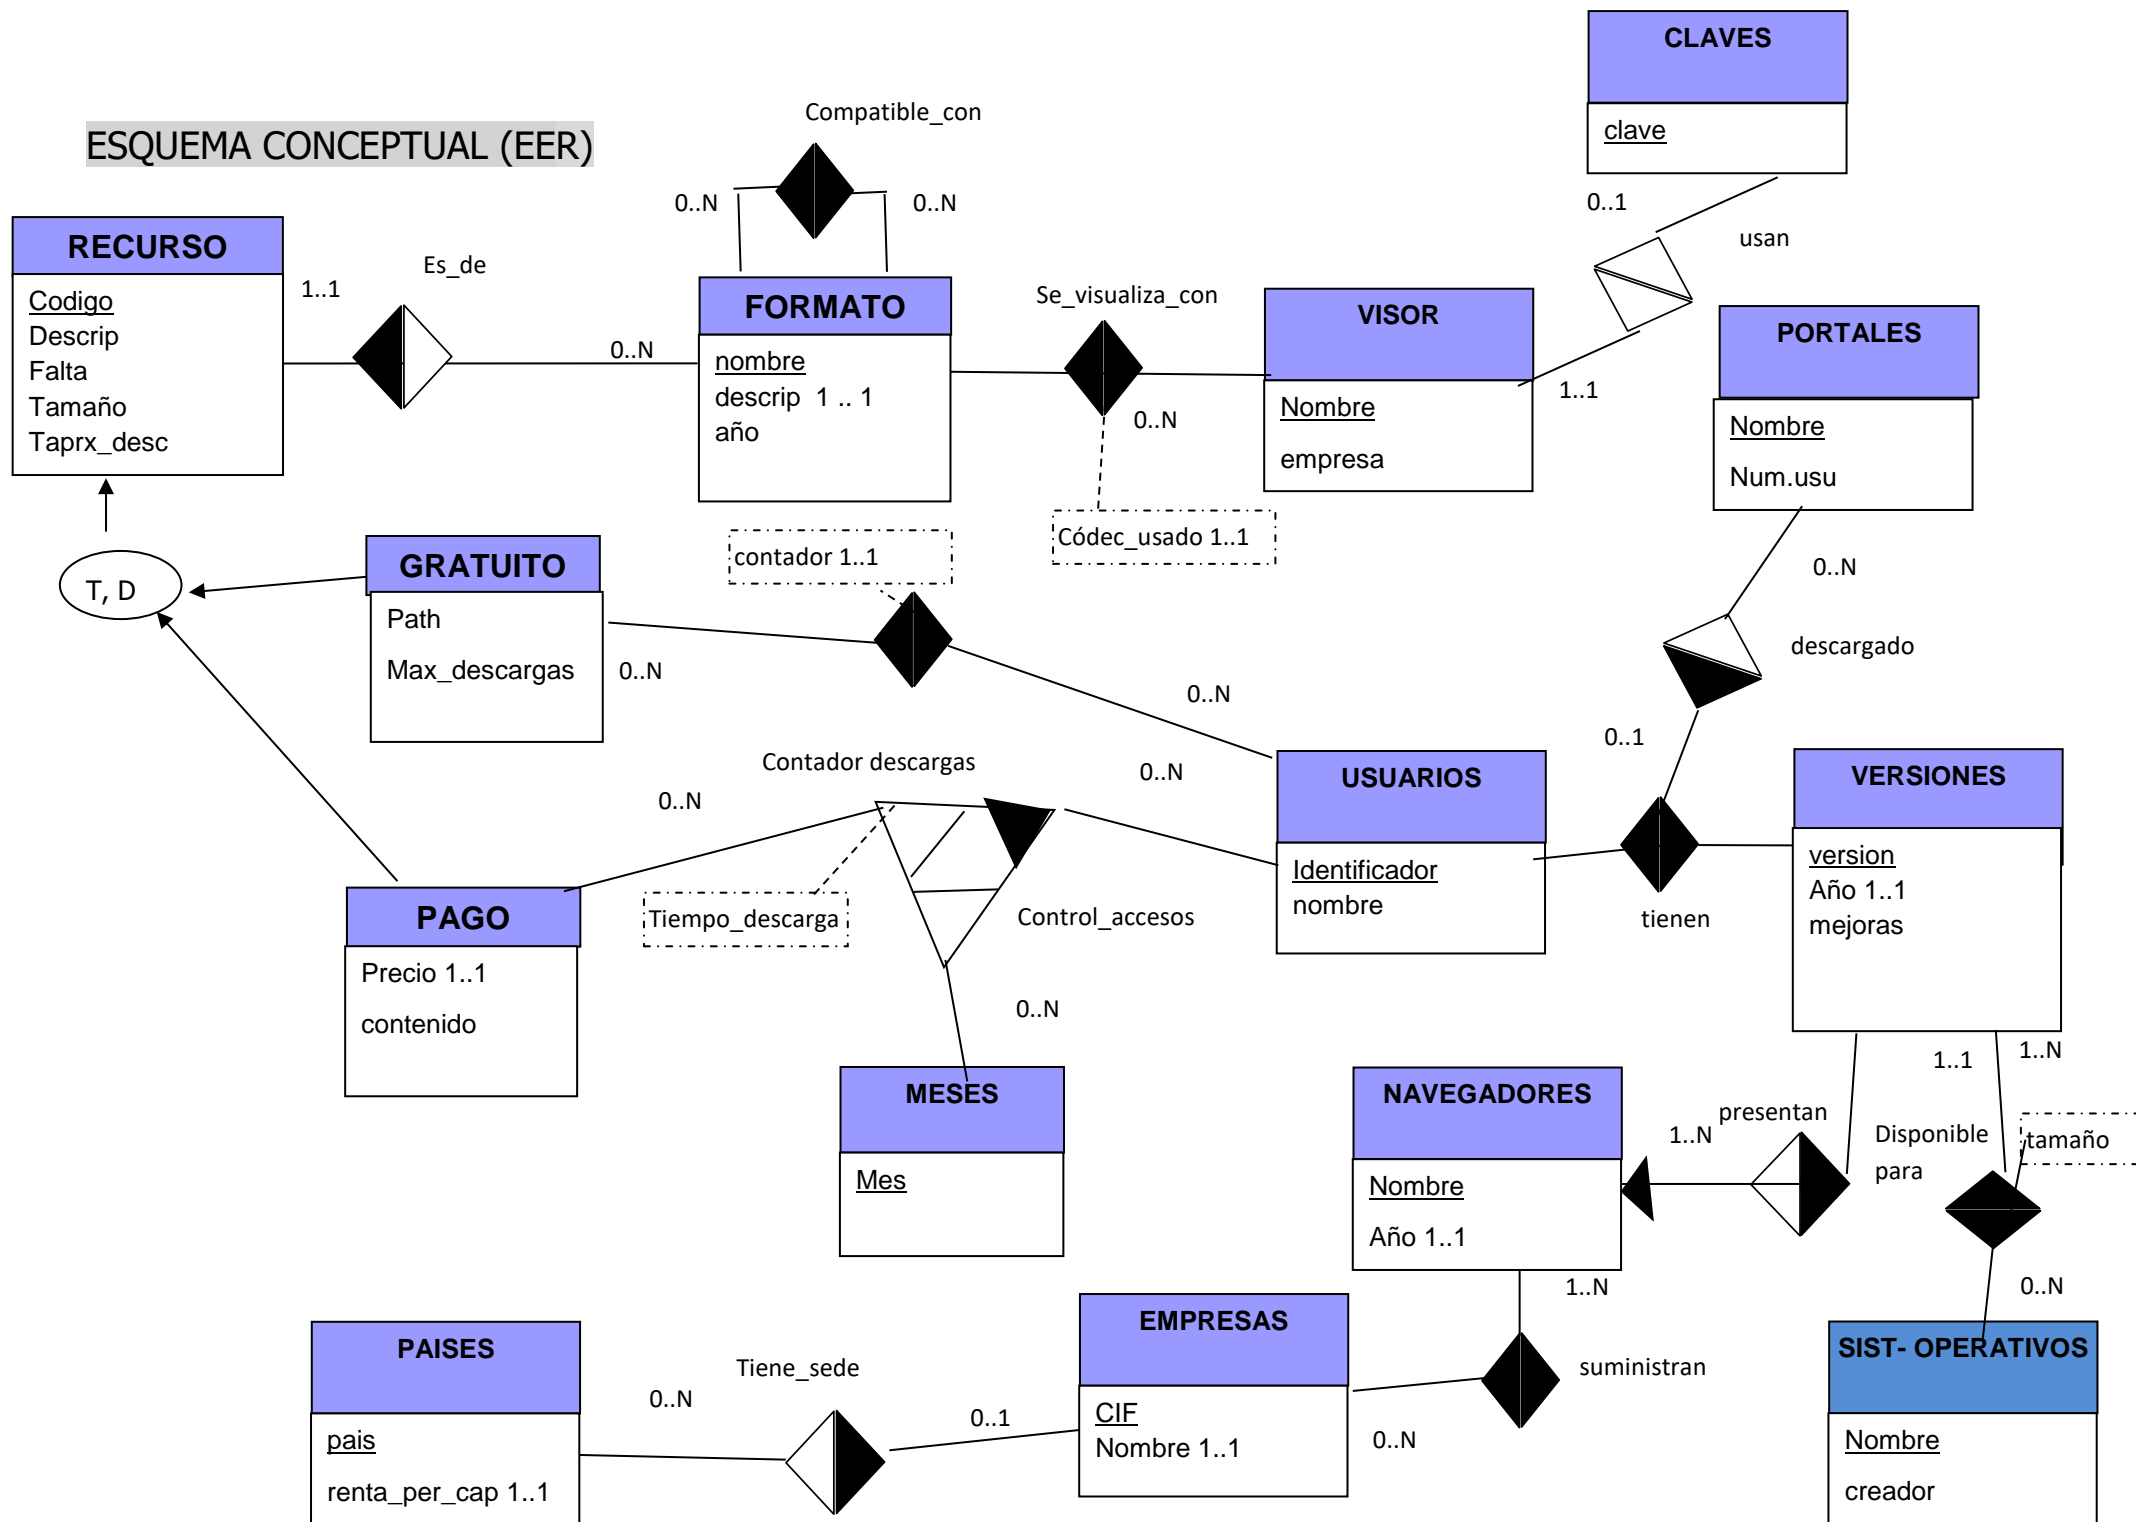 ESQUEMA CONCEPTUAL (EER)
CLAVES
clave
Compatible_con
0..N
0..N
0..1
usan
RECURSO
Codigo
Descrip
Falta
Tamaño
Taprx_desc
1..1
Es_de
0..N
FORMATO
nombre
descrip 1 .. 1
año
Se_visualiza_con
0..N
Códec_usado 1..1
VISOR
Nombre
empresa
1..1
PORTALES
Nombre
Num.usu
0..N
descargado
0..1
T, D
GRATUITO
Path
Max_descargas
0..N
contador 1..1
0..N
Contador descargas
0..N
0..N
Tiempo_descarga
Control_accesos
0..N
USUARIOS
Identificador
nombre
tienen
VERSIONES
version
Año 1..1
mejoras
PAGO
Precio 1..1
contenido
MESES
Mes
NAVEGADORES
Nombre
Año 1..1
1..N
presentan
1..1
1..N
Disponible
para
tamaño
0..N
1..N
suministran
0..N
EMPRESAS
CIF
Nombre 1..1
0..1
Tiene_sede
0..N
PAISES
pais
renta_per_cap 1..1
SIST- OPERATIVOS
Nombre
creador